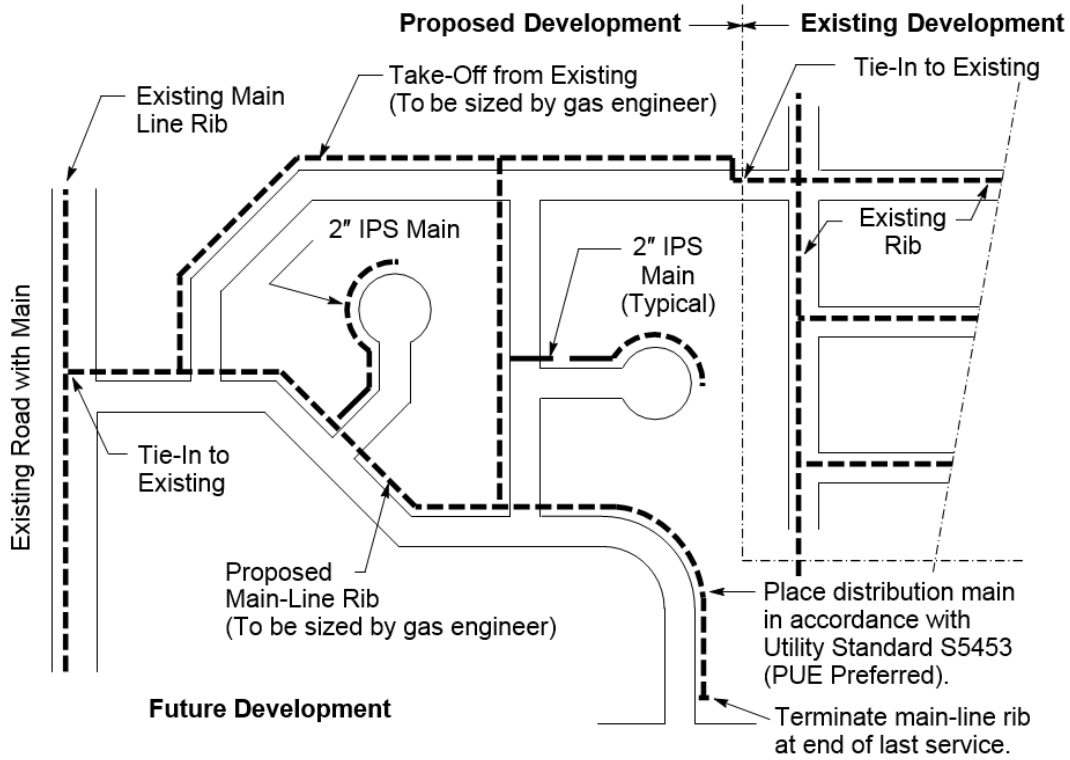 Proposed Development
Existing Development
Take-Off from Existing
(To be sized by gas engineer)
Tie-In to Existing
Existing Main
Line Rib
2″ IPS Main
2″ IPS
Main
(Typical)
Existing
Rib
Existing Road with Main
Tie-In to
Existing
Proposed
Main-Line Rib
(To be sized by gas engineer)
Place distribution main
in accordance with
Utility Standard S5453
(PUE Preferred).
Future Development
Terminate main-line rib
at end of last service.